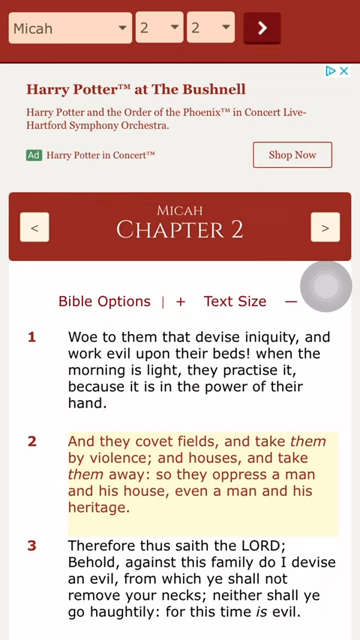 Micah 2 2 >
Harry Potter™ at The Bushnell
Harry Potter and the Order of the Phoenix™ in Concert Live-
Hartford Symphony Orchestra.
Ad Harry Potter in Concert™ Shop Now
MICAH
< CHAPTER 2 >
Bible Options | + Text Size —
1 Woe to them that devise iniquity, and
work evil upon their beds! when the
morning is light, they practise it,
because it is in the power of their
hand.
2 And they covet fields, and take them
by violence; and houses, and take
them away: so they oppress a man
and his house, even a man and his
heritage.
3 Therefore thus saith the LORD;
Behold, against this family do I devise
an evil, from which ye shall not
remove your necks; neither shall ye
go haughtily: for this time is evil.